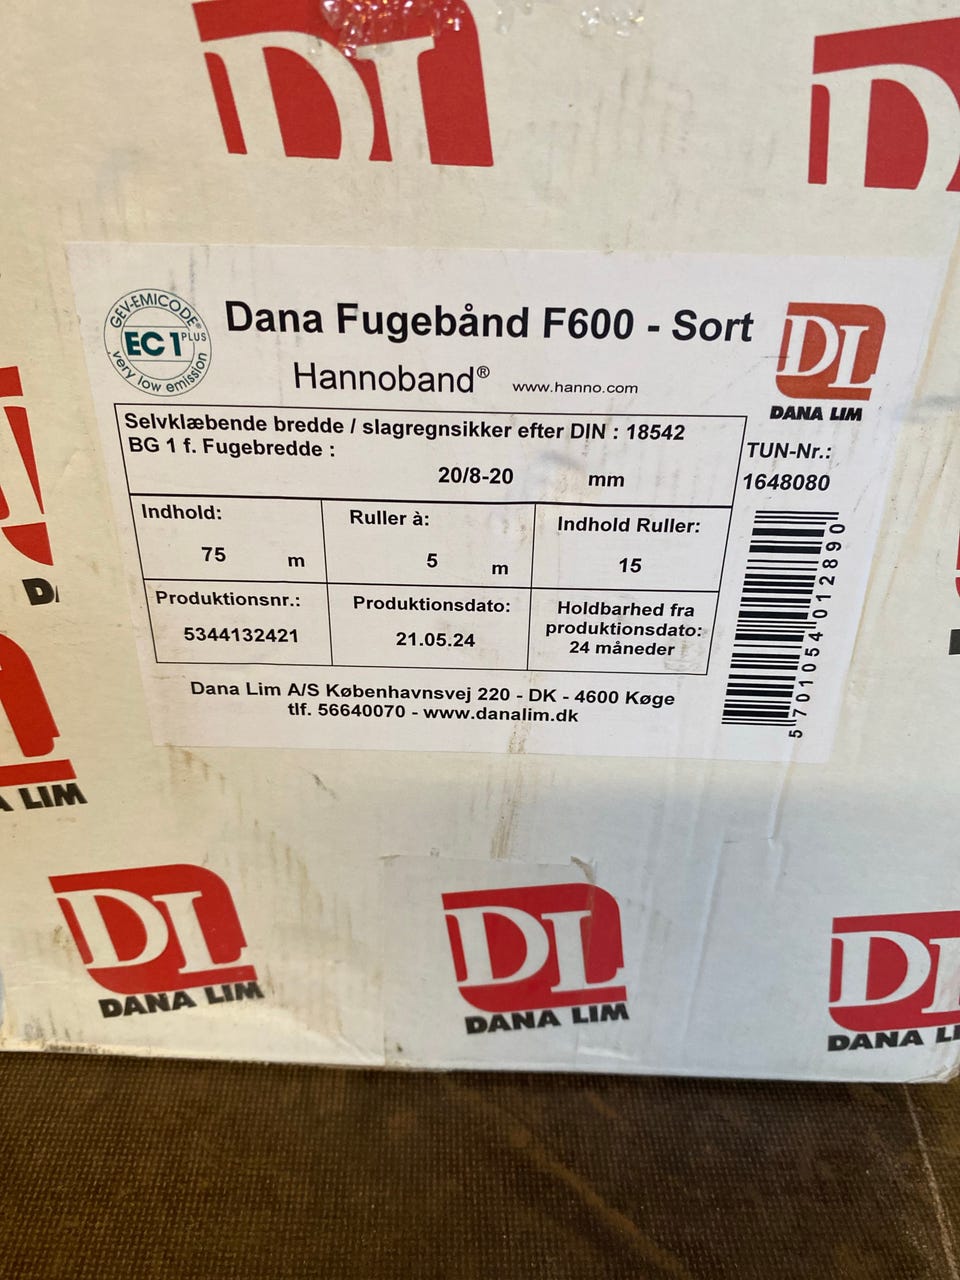 DL
DL
GEV-EMICODE®
EC 1 PLUS
very low emission
Dana Fugebånd F600 - Sort
Hannoband® www.hanno.com
DL
DANA LIM
Selvklæbende bredde / slagregnsikker efter DIN : 18542
BG 1 f. Fugebredde :
20/8-20 mm
TUN-Nr.:
1648080
Indhold:
75 m
Ruller à:
5 m
Indhold Ruller:
15
Produktionsnr.:
5344132421
Produktionsdato:
21.05.24
Holdbarhed fra
produktionsdato:
24 måneder
5 701054 012890
Dana Lim A/S Københavnsvej 220 - DK - 4600 Køge
tlf. 56640070 - www.danalim.dk
LIM
DL
DANA LIM
DL
DANA LIM
DL
DANA